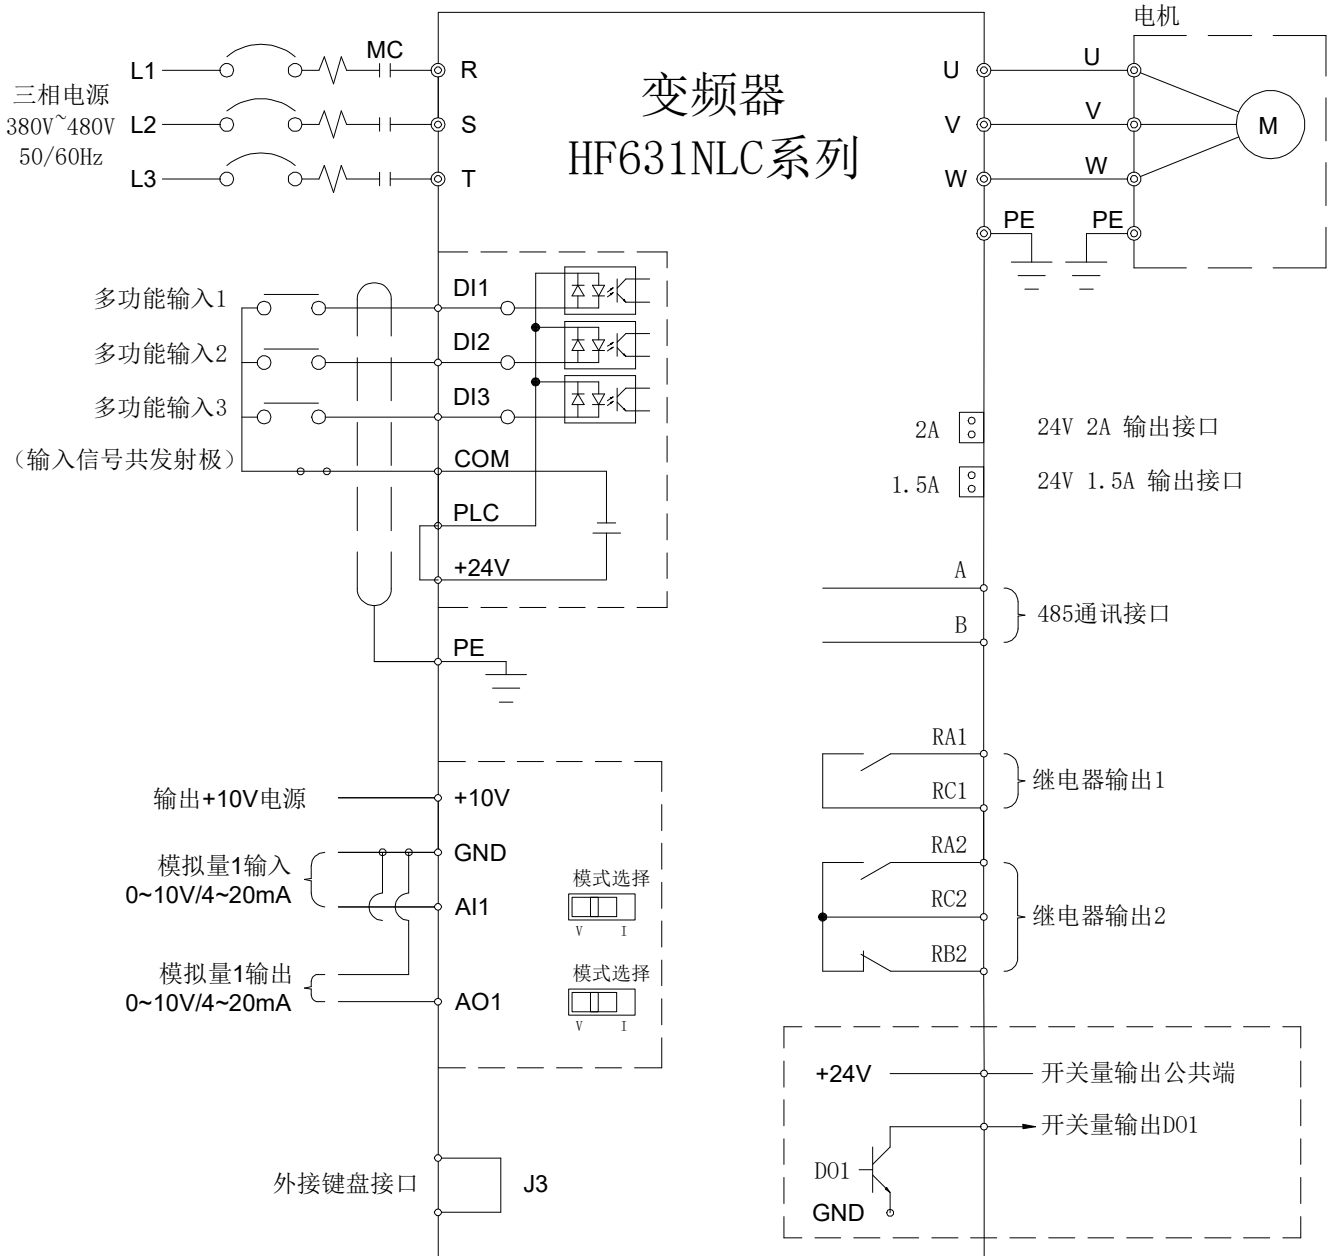 电机
变频器
HF631NLC系列
三相电源
380V~480V
50/60Hz
L1
MC
R
L2
S
L3
T
U
U
V
V
W
W
M
PE
PE
多功能输入1
DI1
多功能输入2
DI2
多功能输入3
DI3
（输入信号共发射极）
COM
PLC
+24V
PE
2A
24V 2A 输出接口
1.5A
24V 1.5A 输出接口
A
B
485通讯接口
RA1
RC1
继电器输出1
RA2
RC2
RB2
继电器输出2
输出+10V电源
+10V
GND
模拟量1输入
0~10V/4~20mA
AI1
模式选择
V I
模拟量1输出
0~10V/4~20mA
AO1
模式选择
V I
+24V
开关量输出公共端
开关量输出DO1
DO1
GND
外接键盘接口
J3